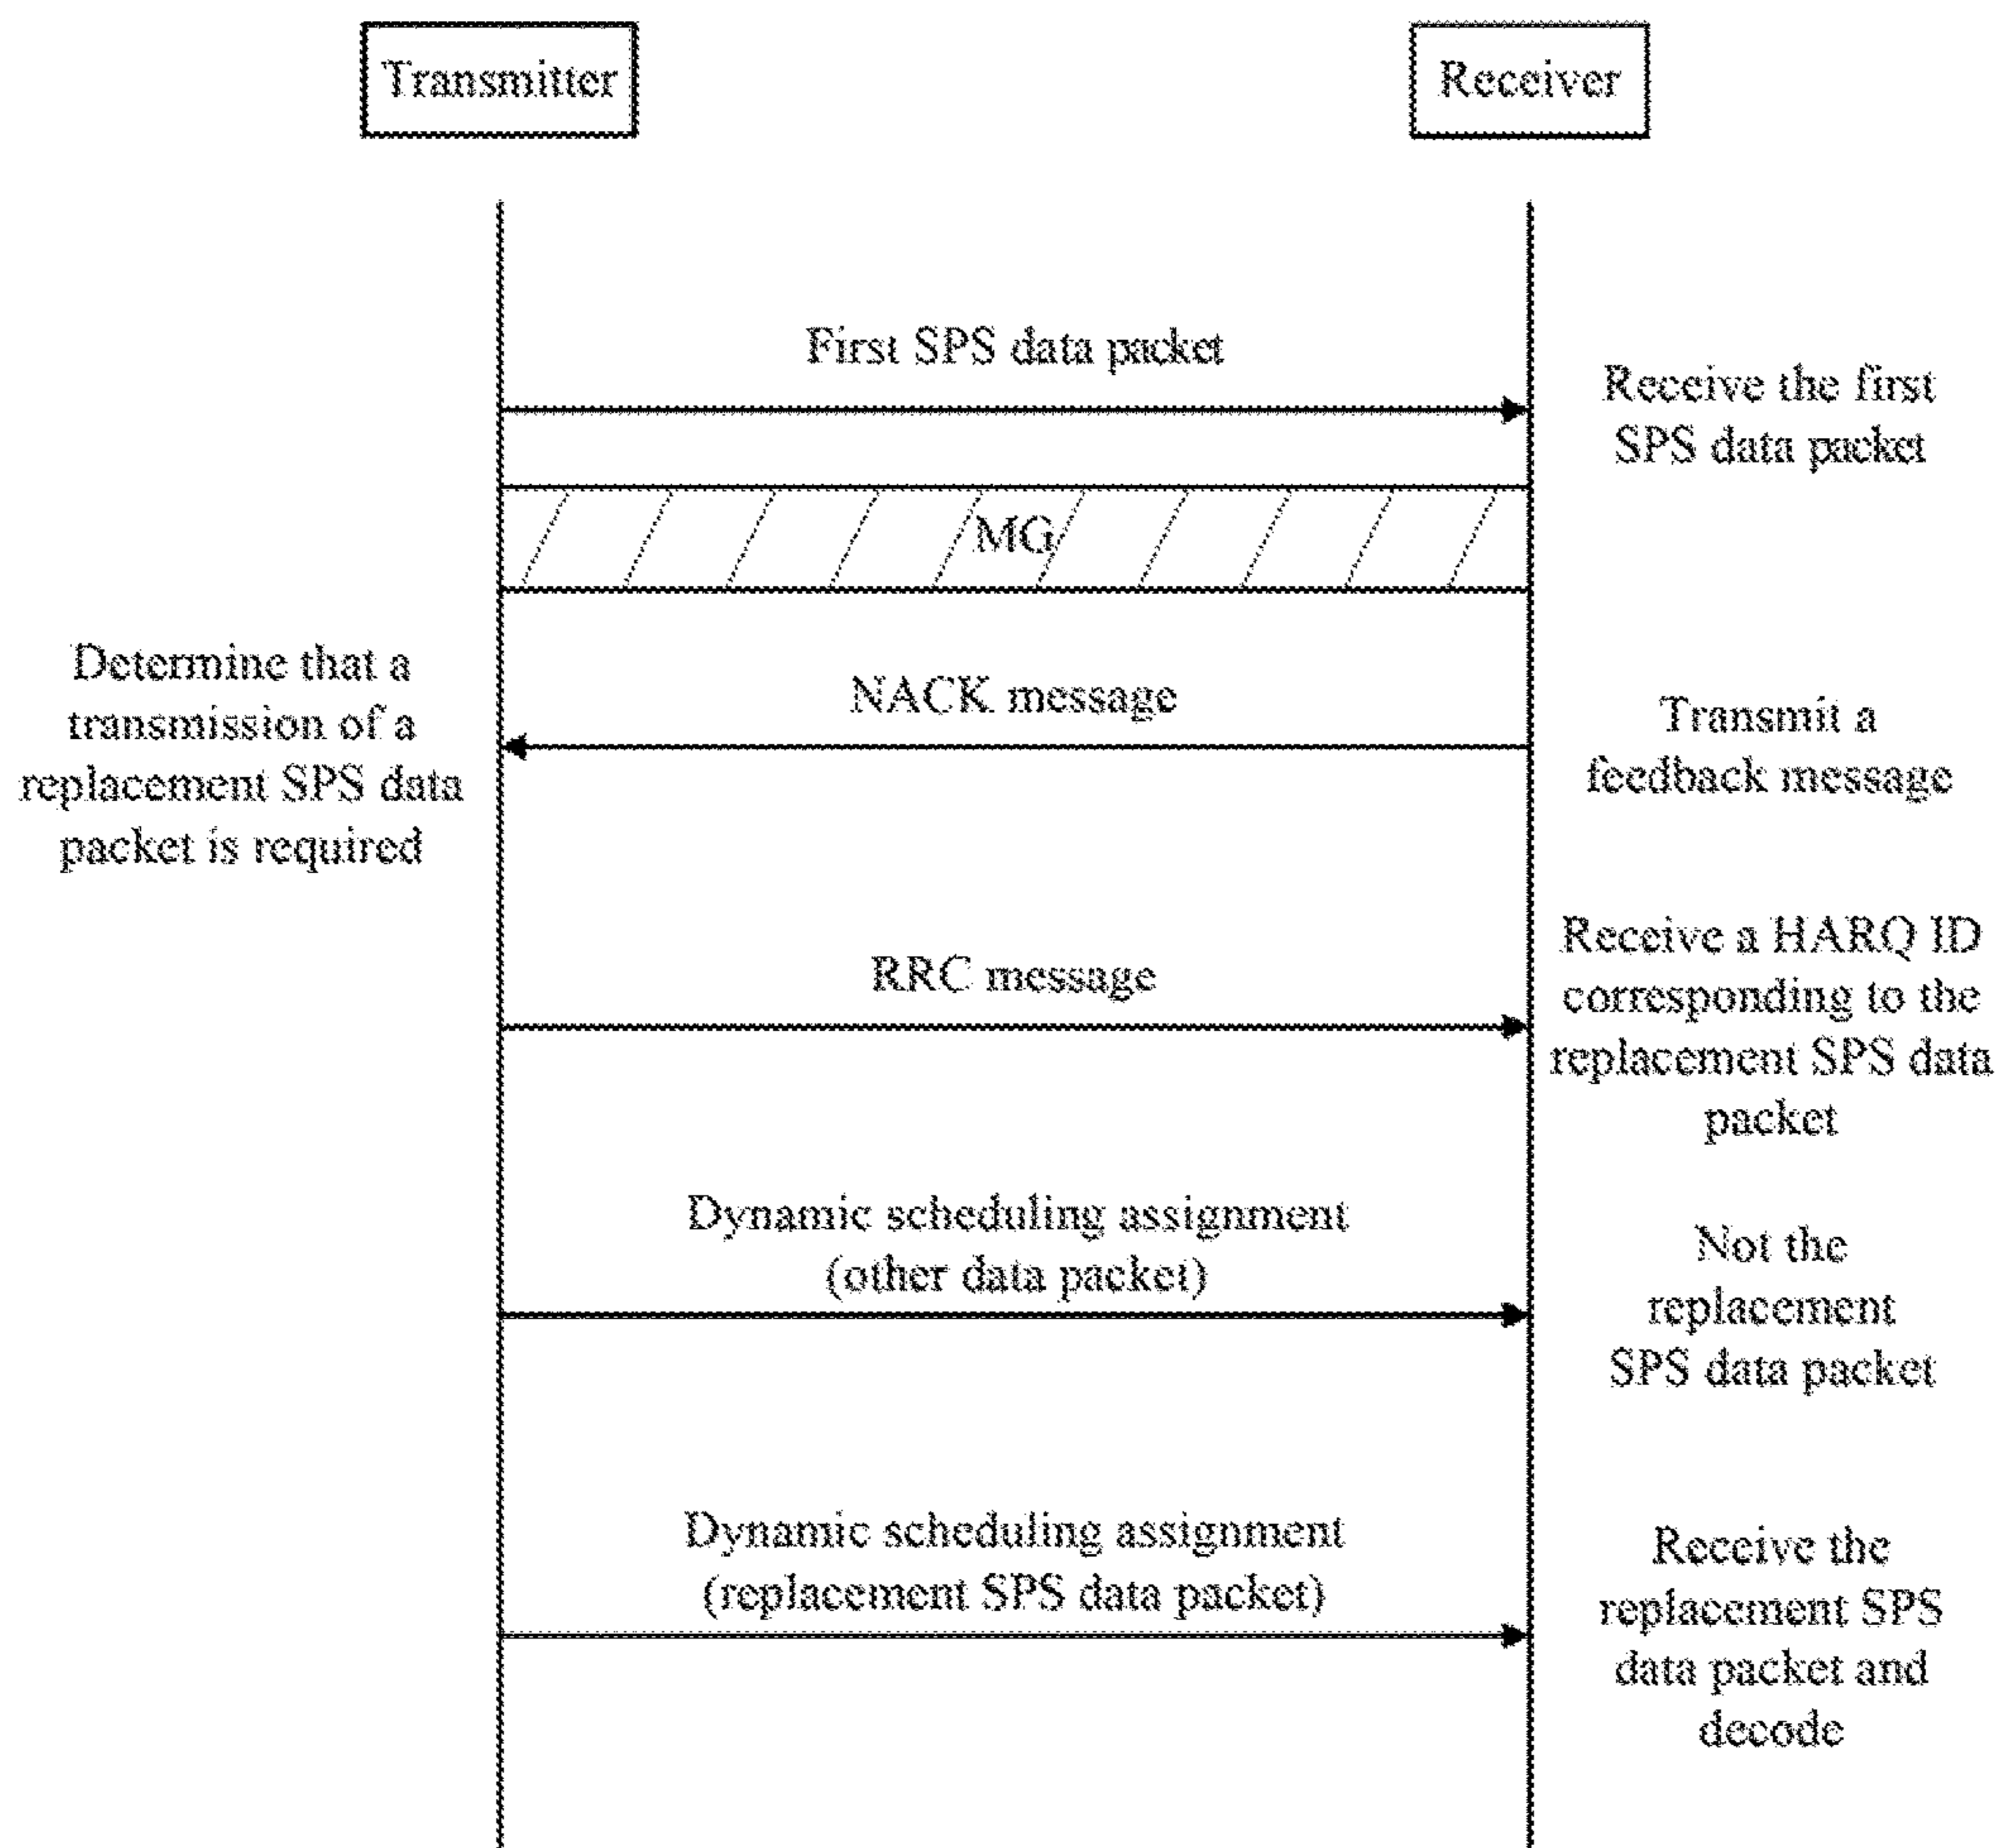 Transmitter
Receiver
First SPS data packet
Receive the first
SPS data packet
MG
Determine that a
transmission of a
replacement SPS data
packet is required
NACK message
Transmit a
feedback message
RRC message
Receive a HARQ ID
corresponding to the
replacement SPS data
packet
Dynamic scheduling assignment
(other data packet)
Not the
replacement
SPS data packet
Dynamic scheduling assignment
(replacement SPS data packet)
Receive the
replacement SPS
data packet and
decode